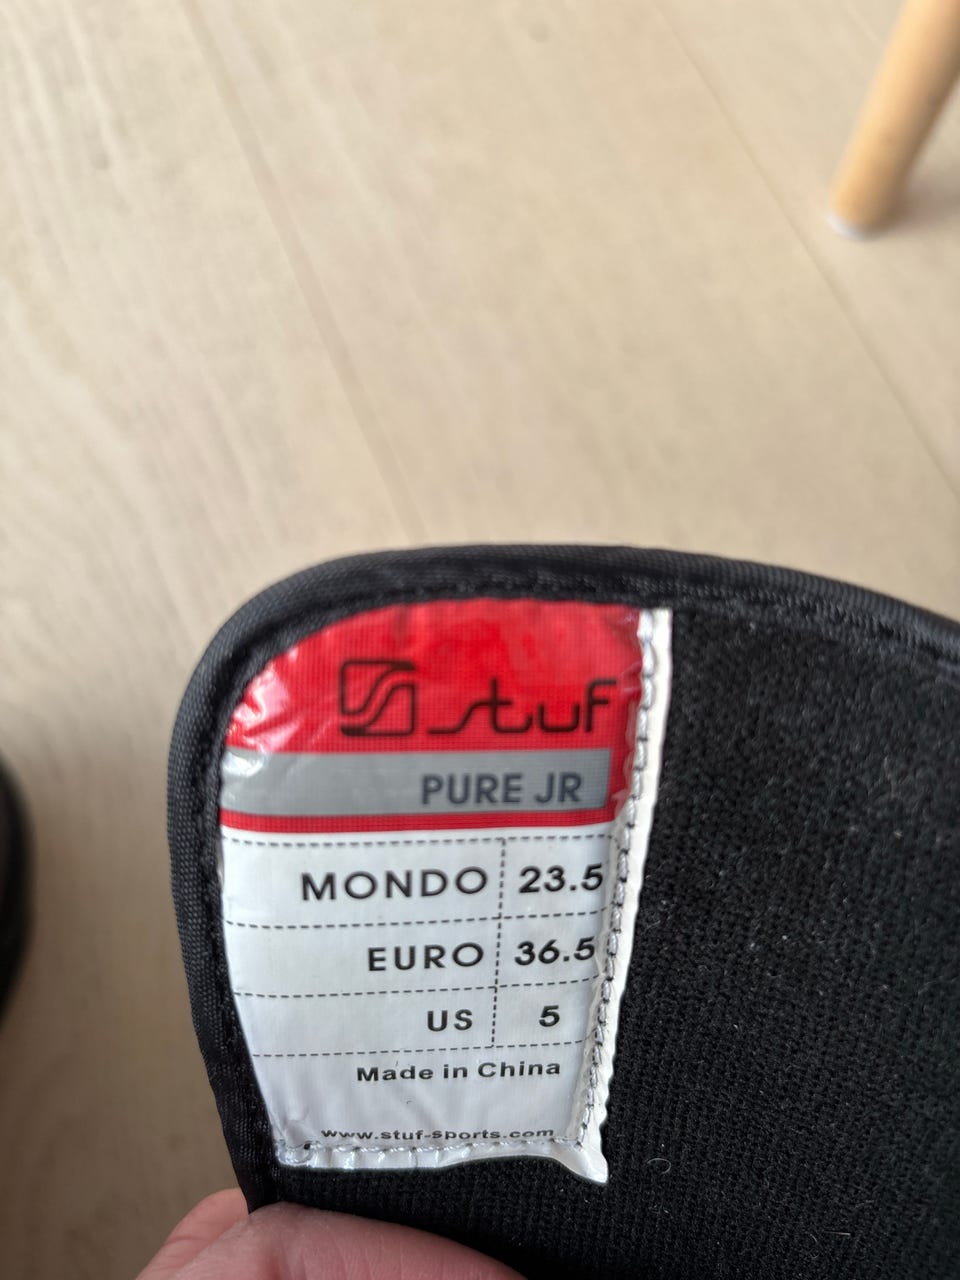 stuf
PURE JR
MONDO 23.5
EURO 36.5
US 5
Made in China
www.stuf-sports.com